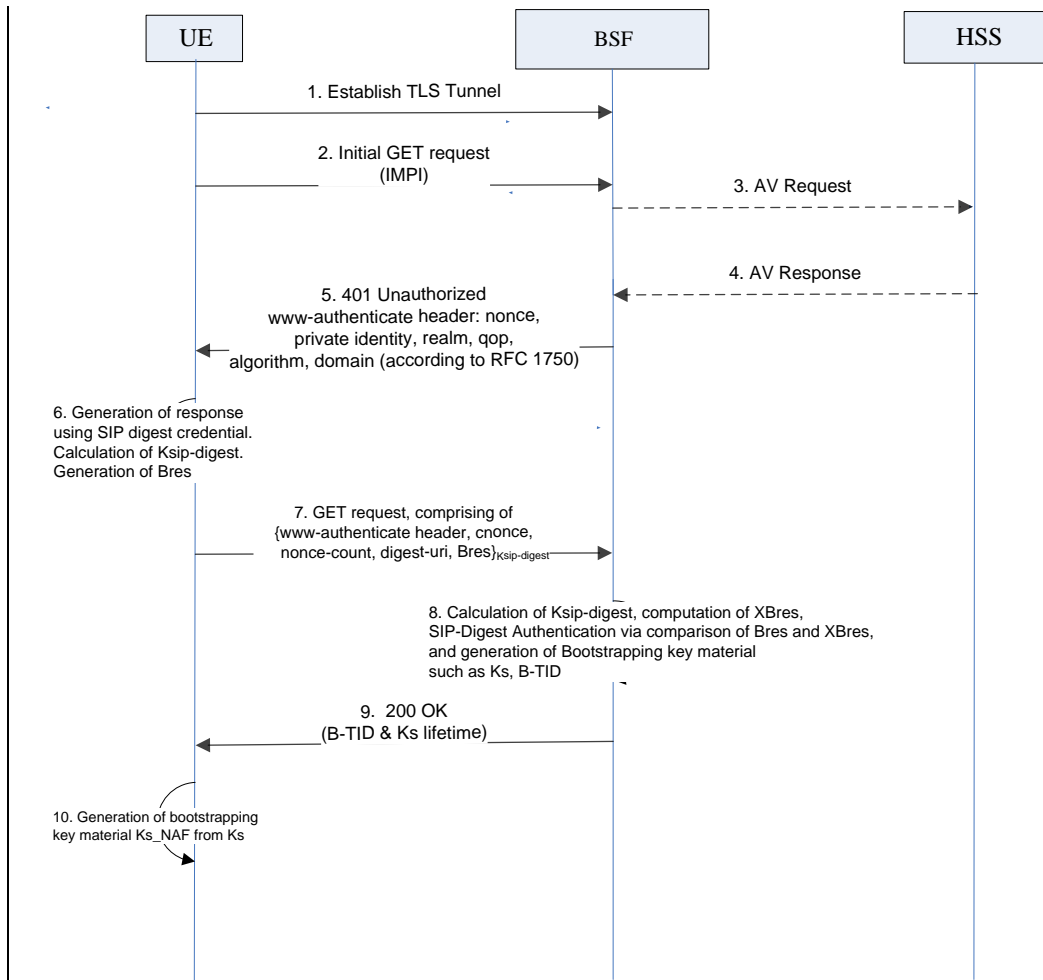 UE
BSF
HSS
1. Establish TLS Tunnel
2. Initial GET request
(IMPI)
3. AV Request
4. AV Response
5. 401 Unauthorized
www-authenticate header: nonce,
private identity, realm, qop,
algorithm, domain (according to RFC 1750)
6. Generation of response
using SIP digest credential.
Calculation of Ksip-digest.
Generation of Bres
7. GET request, comprising of
{www-authenticate header, cnonce,
nonce-count, digest-uri, Bres}Ksip-digest
8. Calculation of Ksip-digest, computation of XBres,
SIP-Digest Authentication via comparison of Bres and XBres,
and generation of Bootstrapping key material
such as Ks, B-TID
9. 200 OK
(B-TID & Ks lifetime)
10. Generation of bootstrapping
key material Ks_NAF from Ks